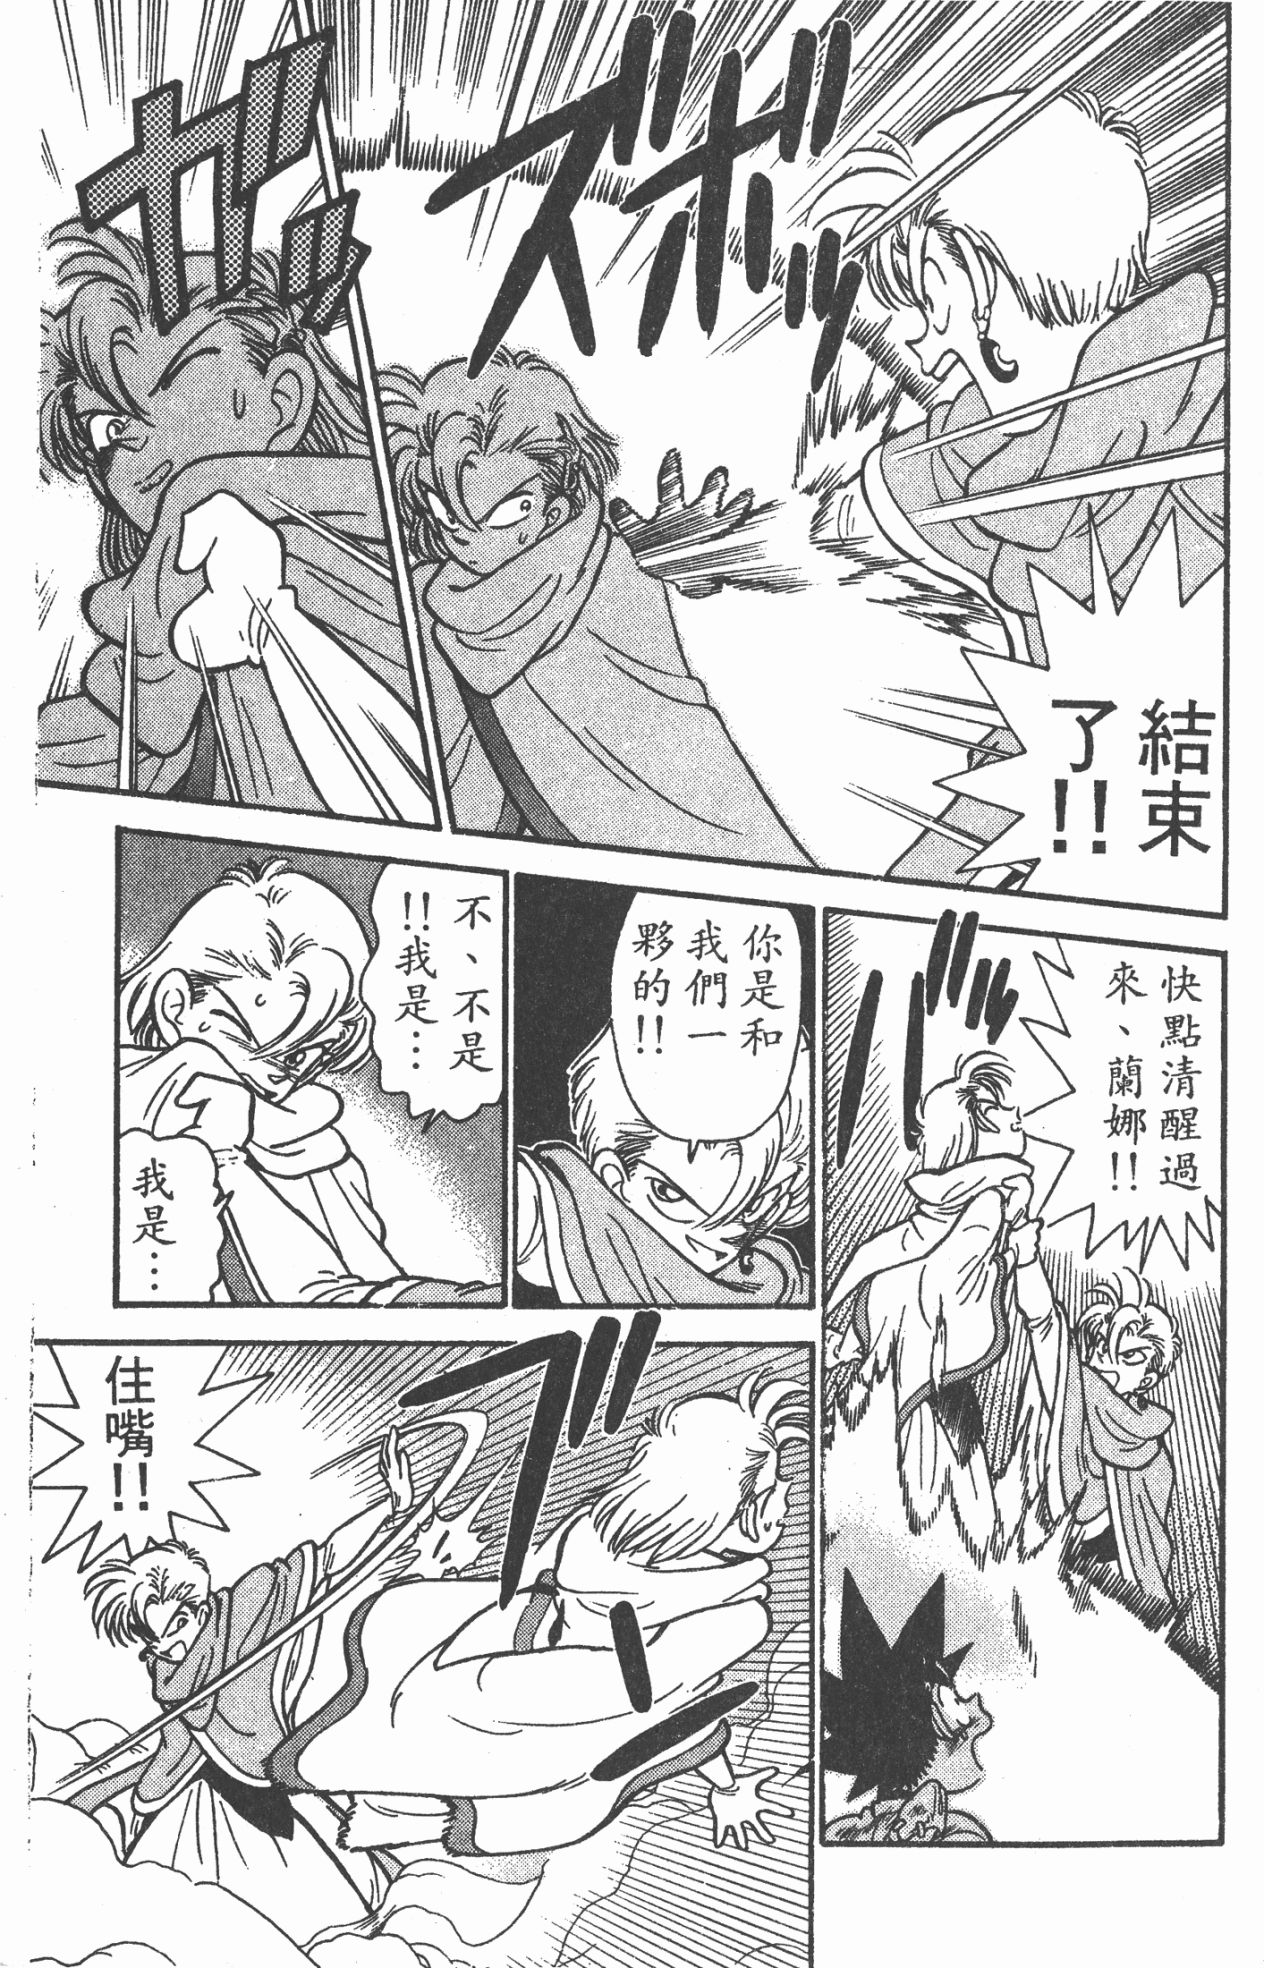 ズボッ
ガバッ
結束
了!!
快點清醒過
來、蘭娜!!
你是和
我們一
夥的!!
不、不是
!!我是…
我是…
住嘴!!